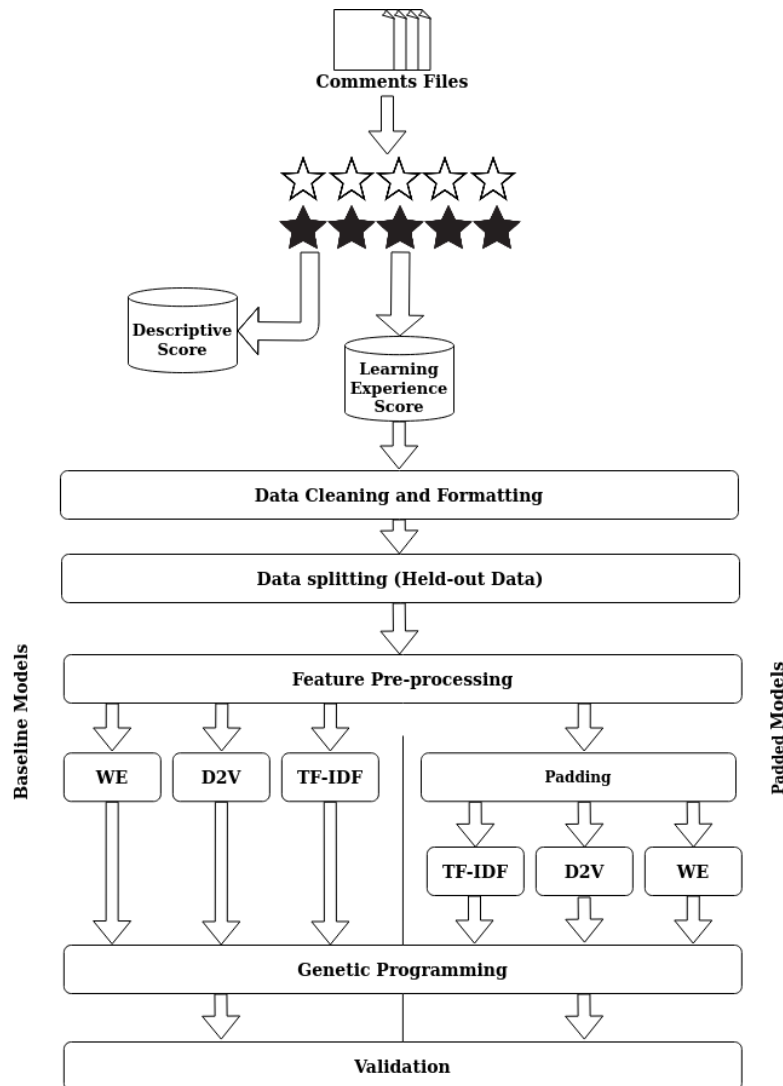 Comments Files
Descriptive
Score
Learning
Experience
Score
Data Cleaning and Formatting
Data splitting (Held-out Data)
Feature Pre-processing
Baseline Models
Padded Models
WE
D2V
TF-IDF
Padding
TF-IDF
D2V
WE
Genetic Programming
Validation